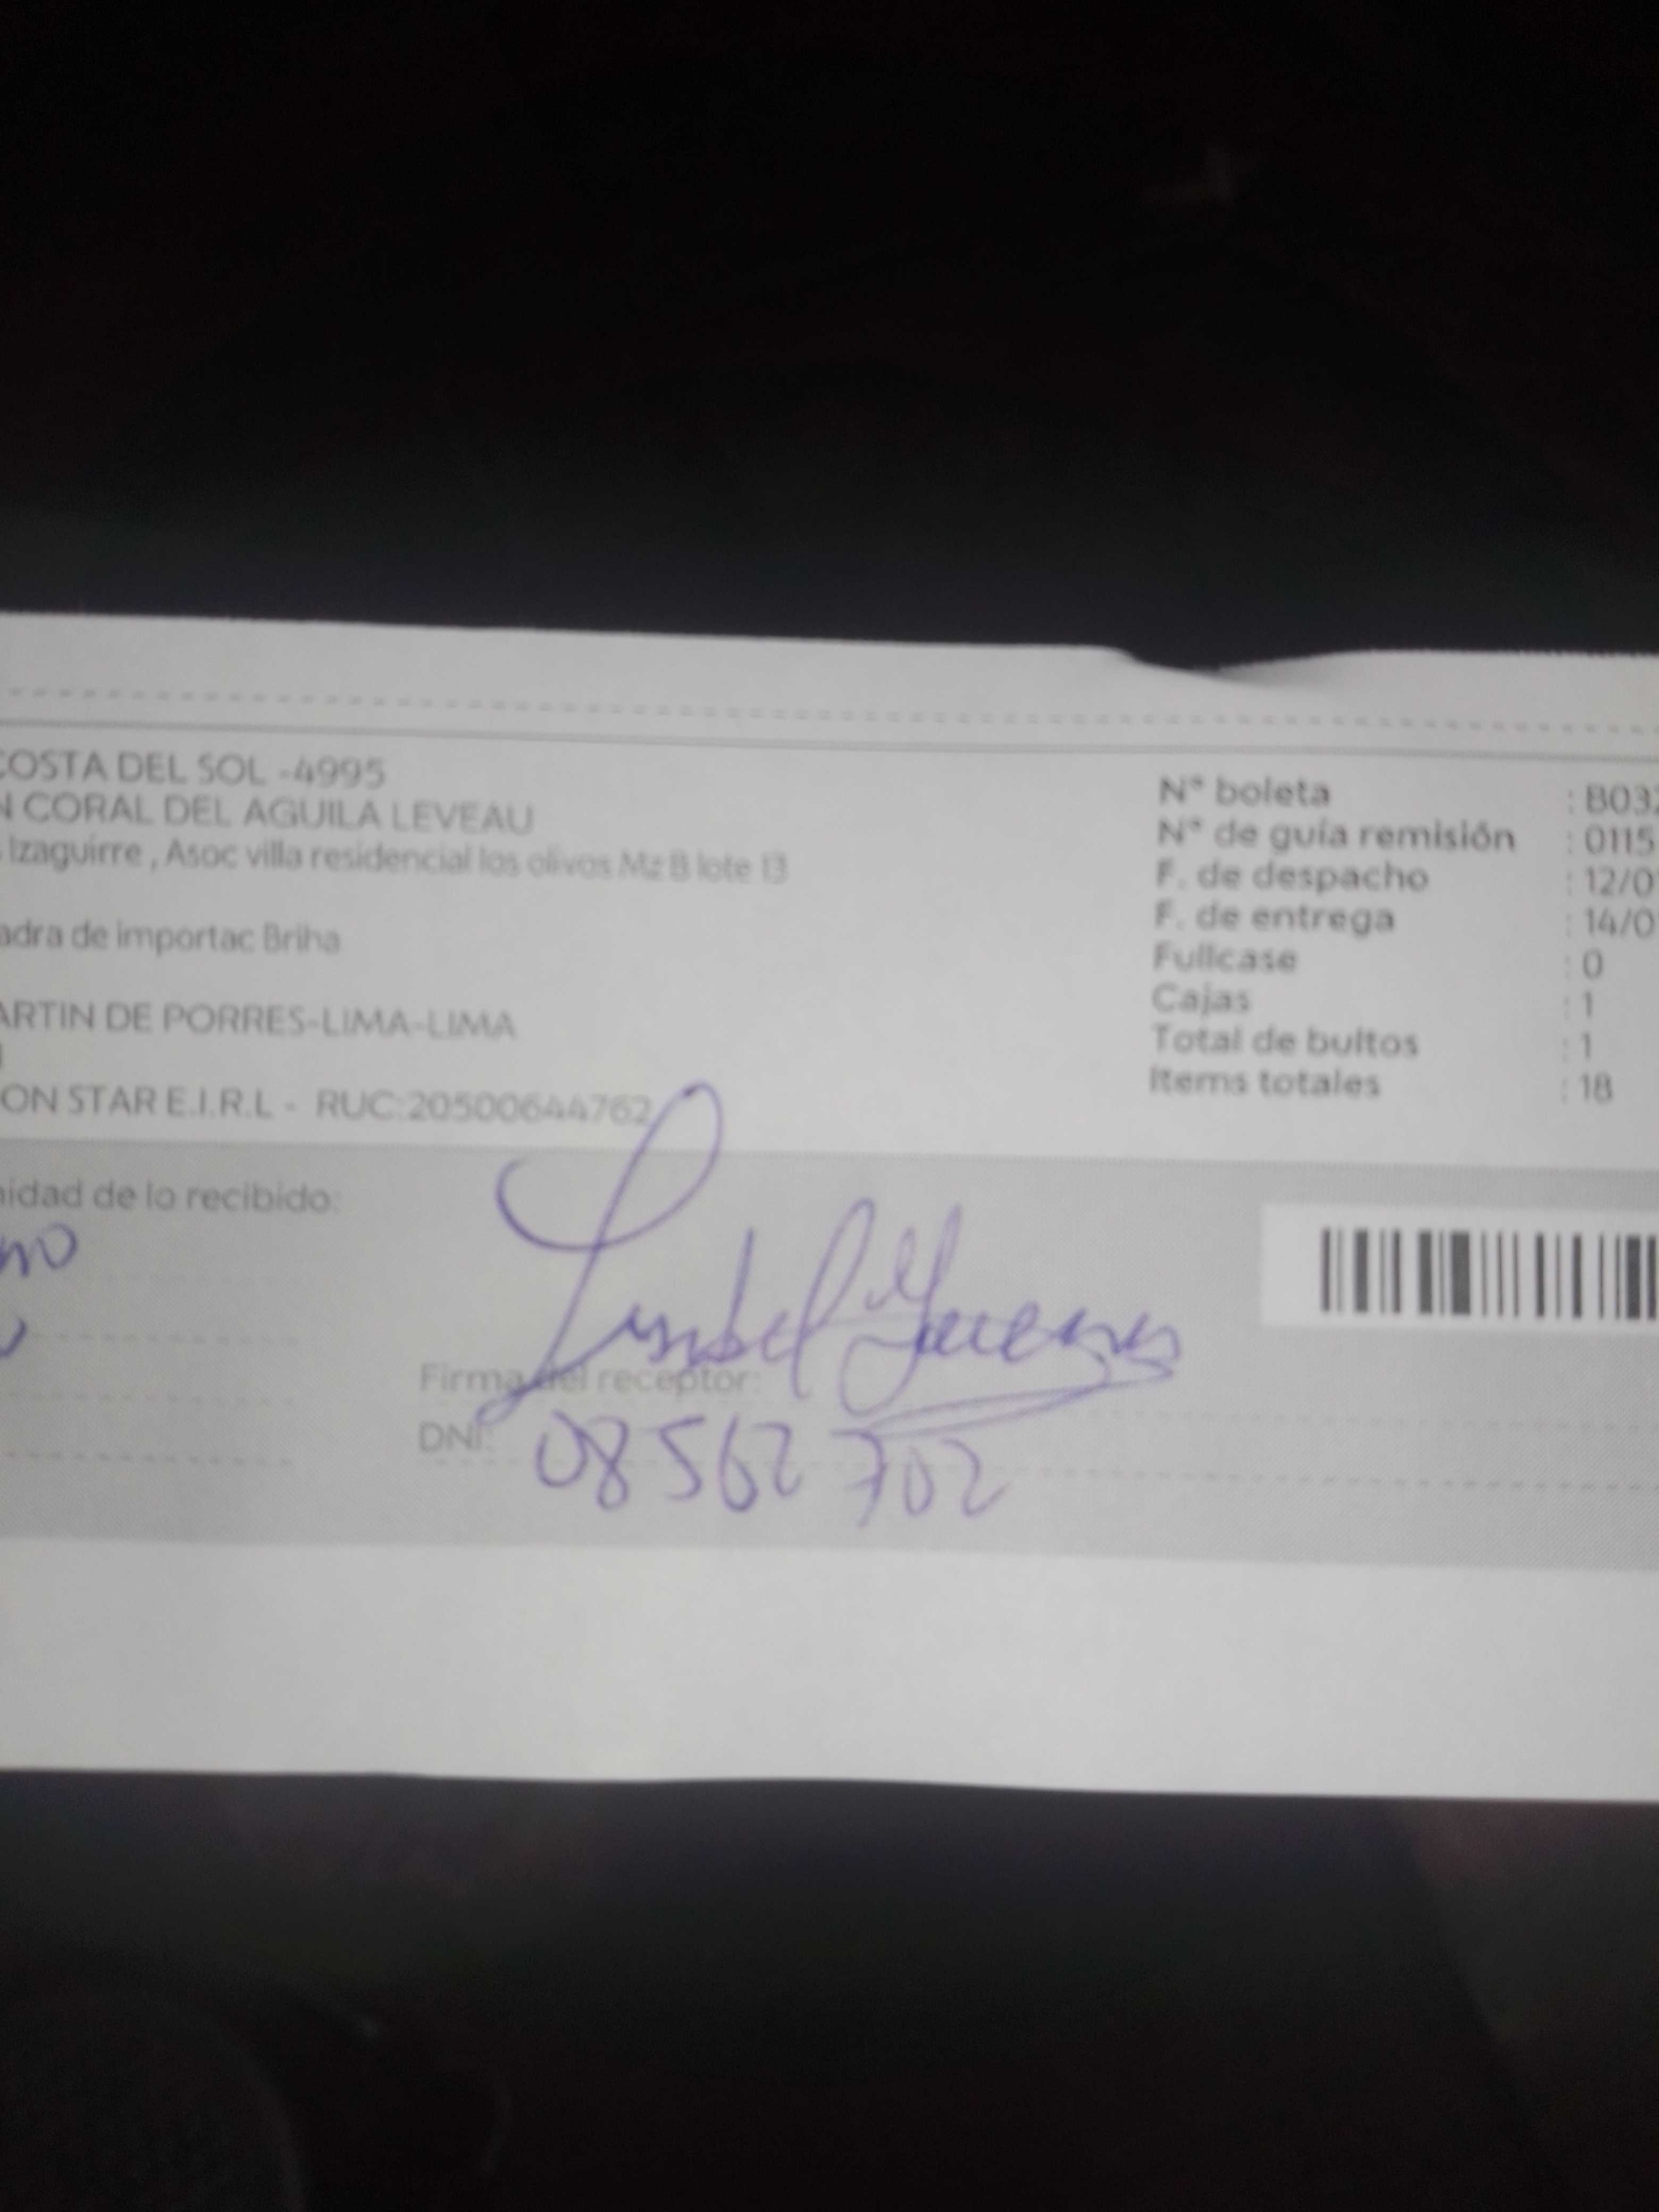 COSTA DEL SOL -4995
N CORAL DEL AGUILA LEVEAU
Izaguirre , Asoc villa residencial los olivos Mz B lote 13
adra de importac Briha
ARTIN DE PORRES-LIMA-LIMA
ON STAR E.I.R.L - RUC:20500644762
N° boleta : B032
N° de guía remisión : 0115
F. de despacho : 12/0
F. de entrega : 14/0
Fullcase : 0
Cajas : 1
Total de bultos : 1
Items totales : 18
nidad de lo recibido:
Firma del receptor:
DNI: 08562702